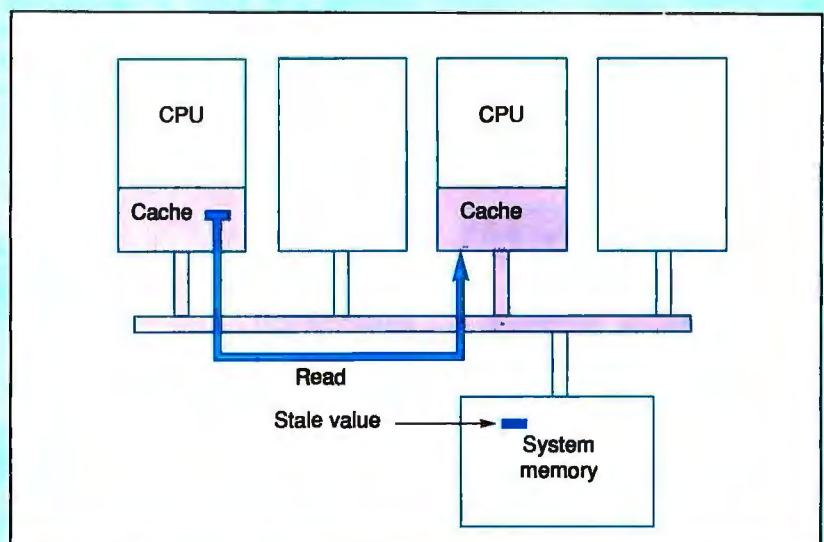 CPU
CPU
Cache
Cache
Read
Stale value
System
memory